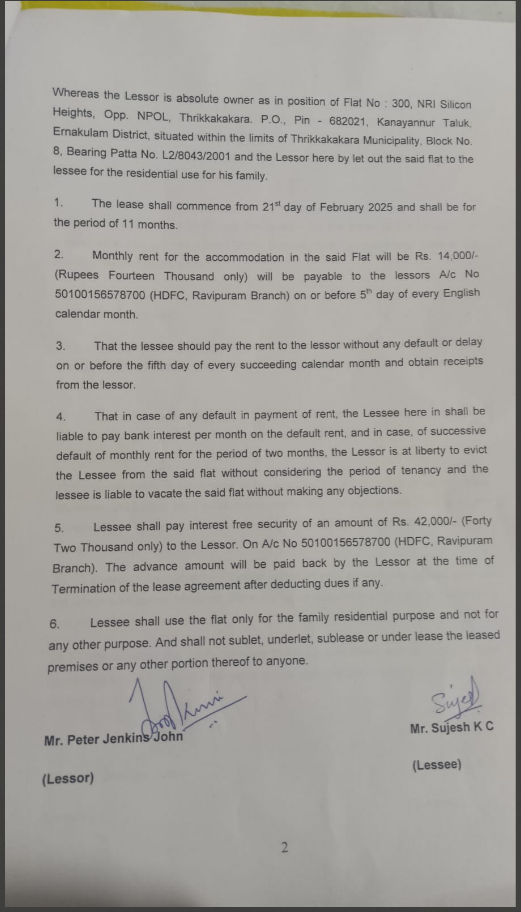 Whereas the Lessor is absolute owner as in position of Flat No : 300, NRI Silicon
Heights, Opp. NPOL, Thrikkakakara. P.O., Pin - 682021, Kanayannur Taluk,
Ernakulam District, situated within the limits of Thrikkakakara Municipality, Block No.
8, Bearing Patta No. L2/8043/2001 and the Lessor here by let out the said flat to the
lessee for the residential use for his family.
1. The lease shall commence from 21st day of February 2025 and shall be for
the period of 11 months.
2. Monthly rent for the accommodation in the said Flat will be Rs. 14,000/-
(Rupees Fourteen Thousand only) will be payable to the lessors A/c No
50100156578700 (HDFC, Ravipuram Branch) on or before 5th day of every English
calendar month.
3. That the lessee should pay the rent to the lessor without any default or delay
on or before the fifth day of every succeeding calendar month and obtain receipts
from the lessor.
4. That in case of any default in payment of rent, the Lessee here in shall be
liable to pay bank interest per month on the default rent, and in case, of successive
default of monthly rent for the period of two months, the Lessor is at liberty to evict
the Lessee from the said flat without considering the period of tenancy and the
lessee is liable to vacate the said flat without making any objections.
5. Lessee shall pay interest free security of an amount of Rs. 42,000/- (Forty
Two Thousand only) to the Lessor. On A/c No 50100156578700 (HDFC, Ravipuram
Branch). The advance amount will be paid back by the Lessor at the time of
Termination of the lease agreement after deducting dues if any.
6. Lessee shall use the flat only for the family residential purpose and not for
any other purpose. And shall not sublet, underlet, sublease or under lease the leased
premises or any other portion thereof to anyone.
Sujesh
Mr. Peter Jenkins John
Mr. Sujesh K C
(Lessor)
(Lessee)
2